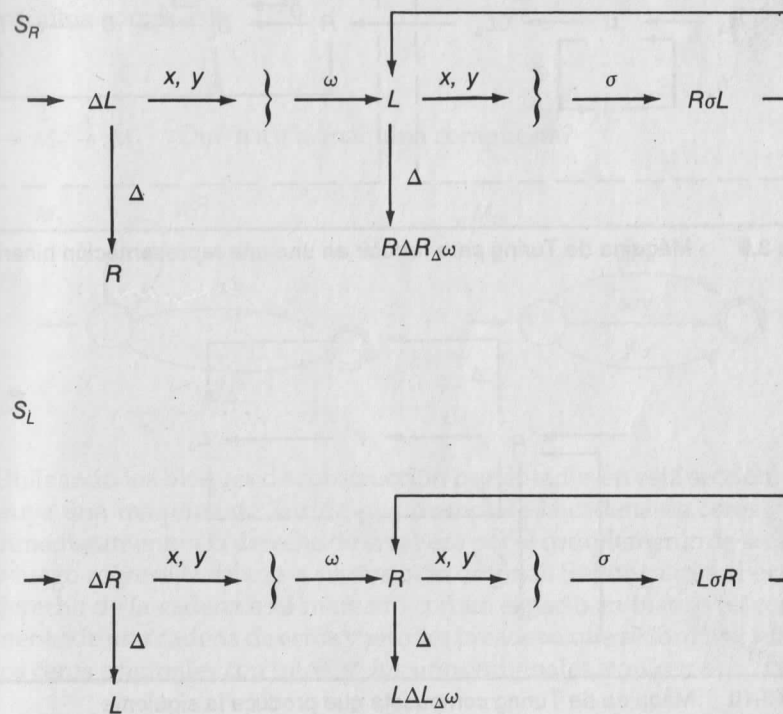 S_R
ΔL x, y } ω L x, y } σ RσL
Δ Δ
R RΔR_Δω
S_L
ΔR x, y } ω R x, y } σ LσR
Δ Δ
L LΔL_Δω